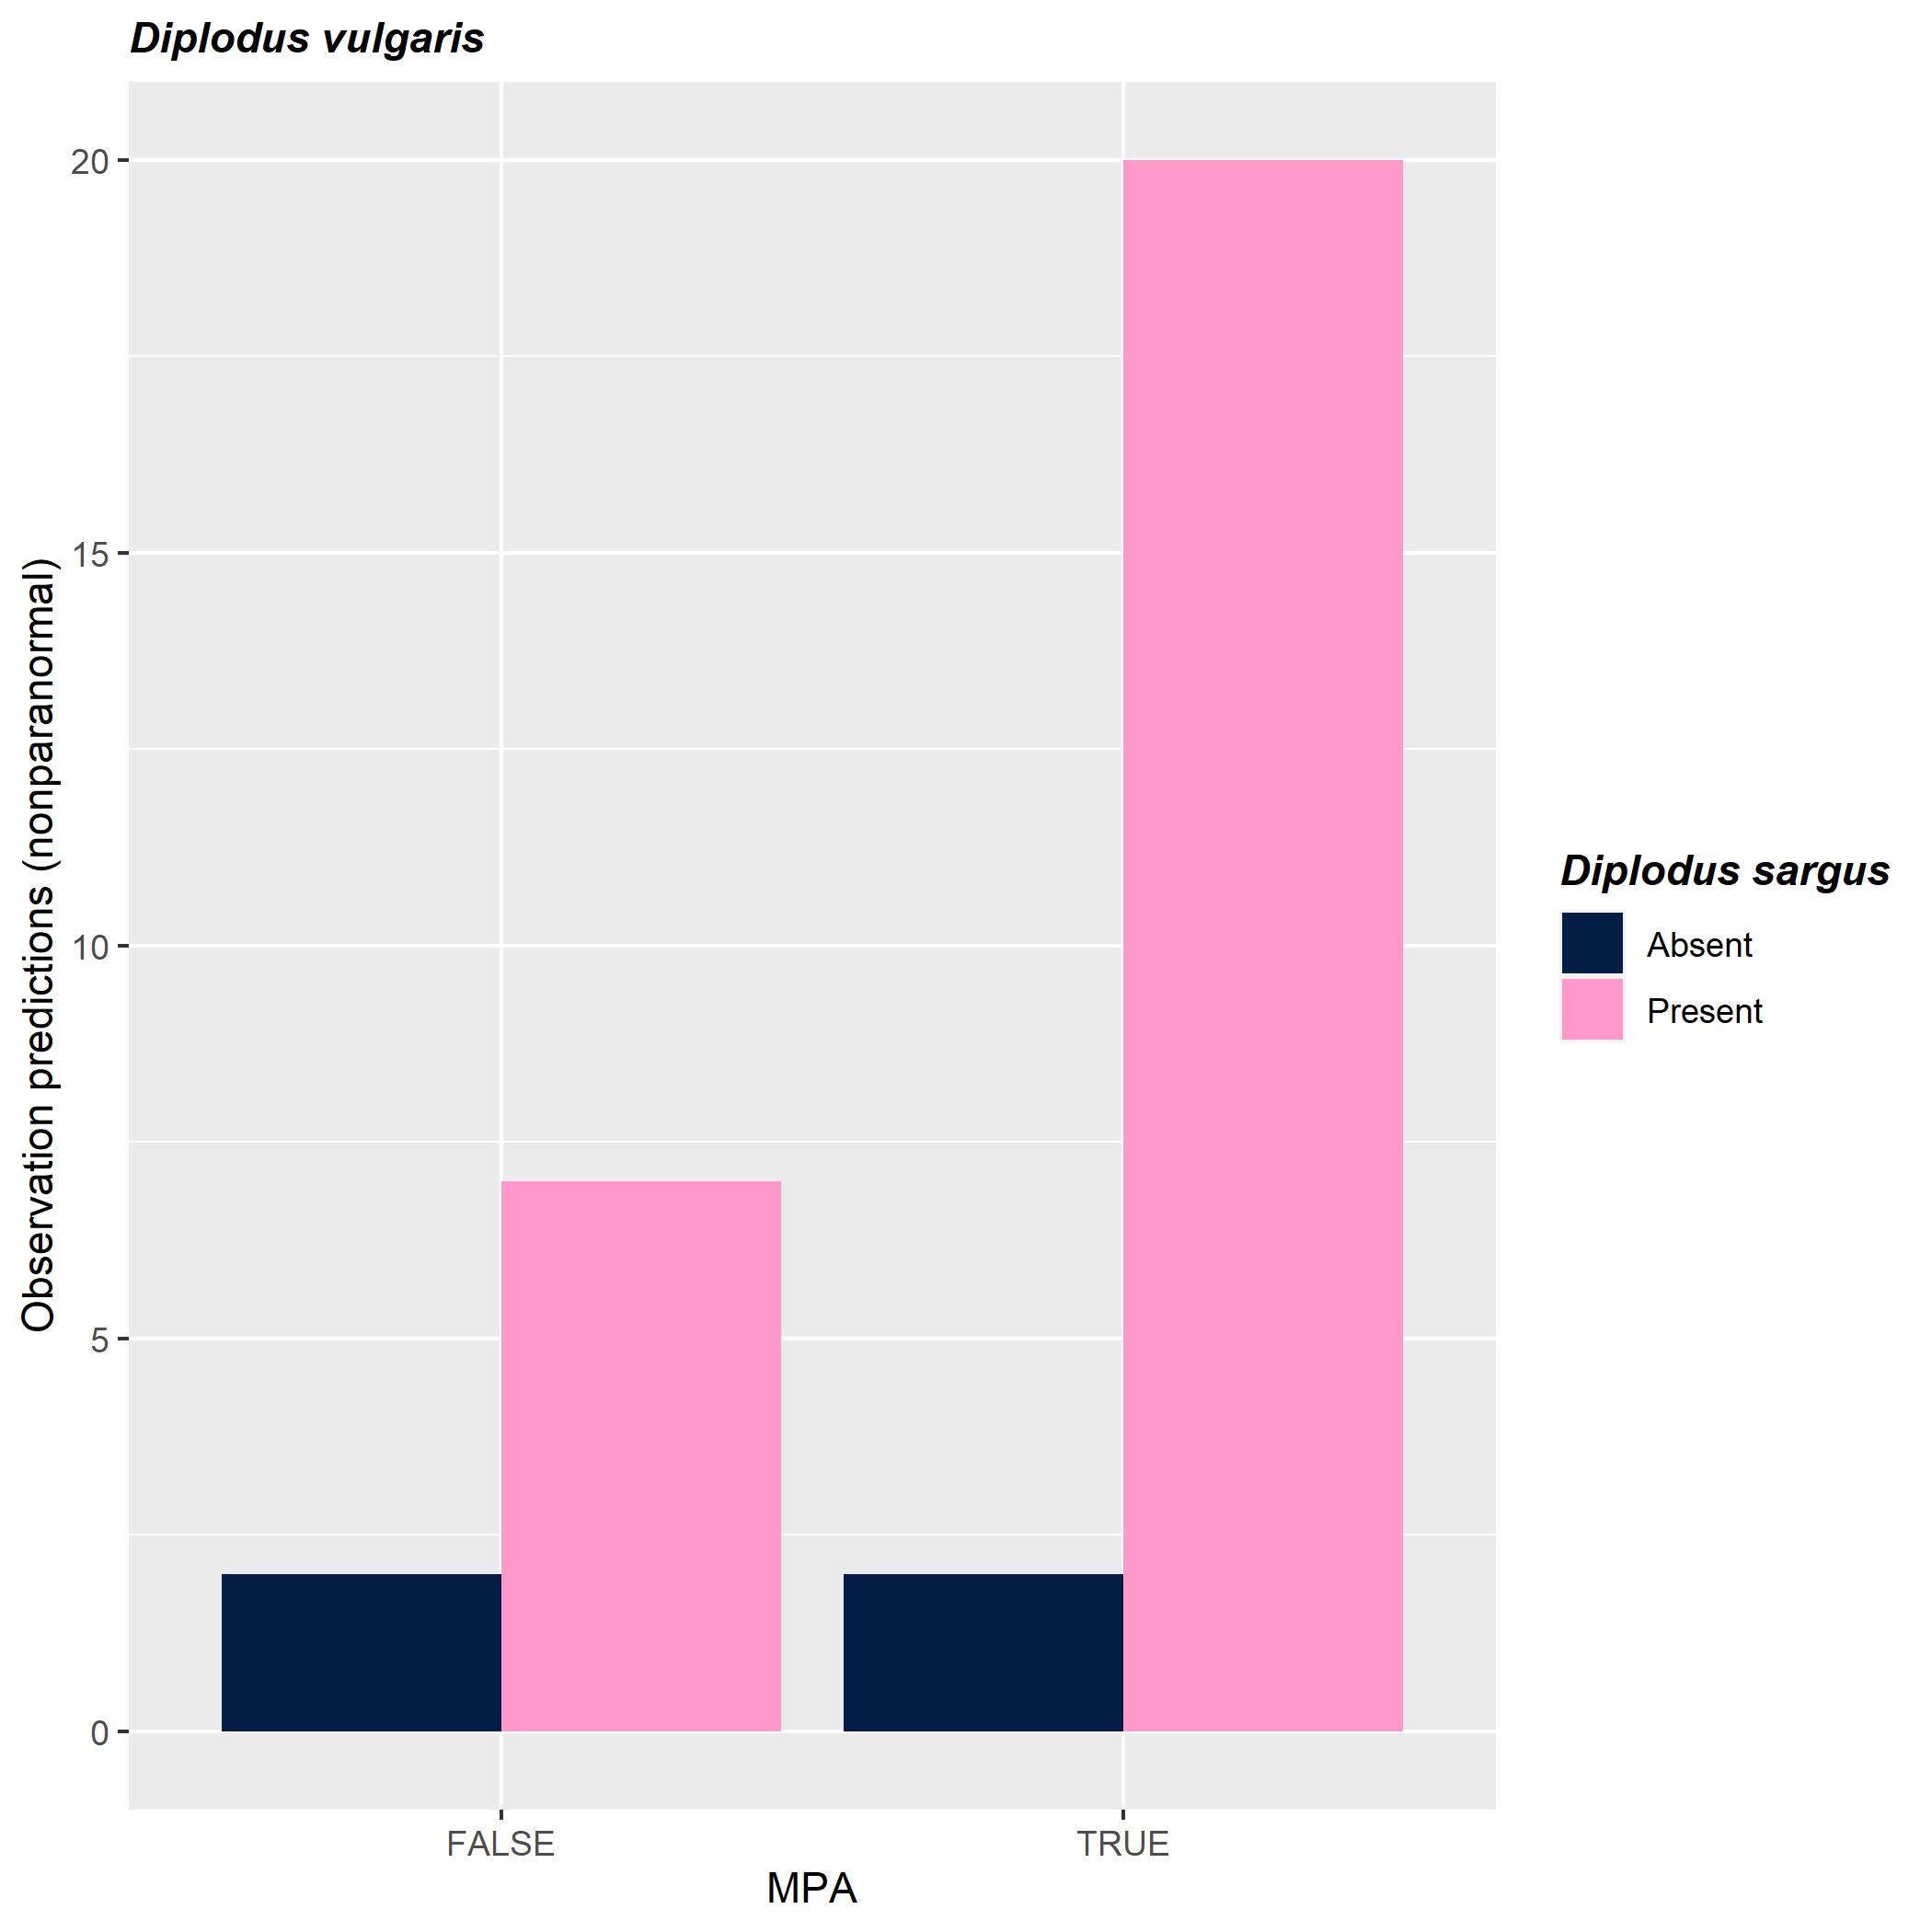 Diplodus vulgaris
20
15
10
5
0
Observation predictions (nonparanormal)
FALSE
TRUE
MPA
Diplodus sargus
Absent
Present